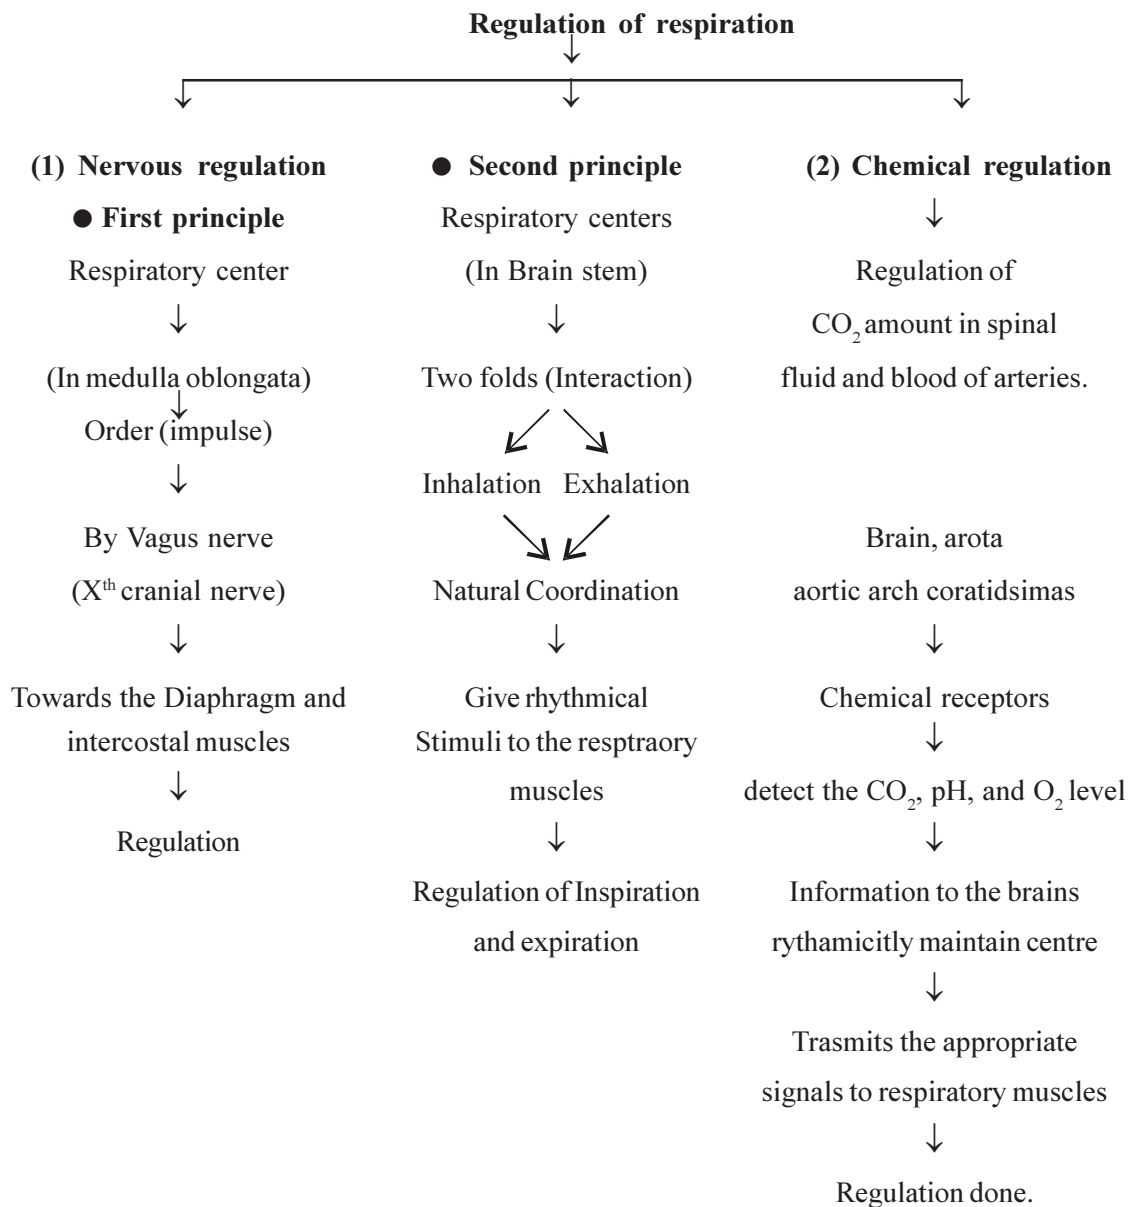 Regulation of respiration
(1) Nervous regulation
● First principle
Respiratory center
(In medulla oblongata)
Order (impulse)
By Vagus nerve
(Xth cranial nerve)
Towards the Diaphragm and
intercostal muscles
Regulation
● Second principle
Respiratory centers
(In Brain stem)
Two folds (Interaction)
Inhalation Exhalation
Natural Coordination
Give rhythmical
Stimuli to the resptraory
muscles
Regulation of Inspiration
and expiration
(2) Chemical regulation
Regulation of
CO2 amount in spinal
fluid and blood of arteries.
Brain, arota
aortic arch coratidsimas
Chemical receptors
detect the CO2, pH, and O2 level
Information to the brains
rythamicitly maintain centre
Trasmits the appropriate
signals to respiratory muscles
Regulation done.